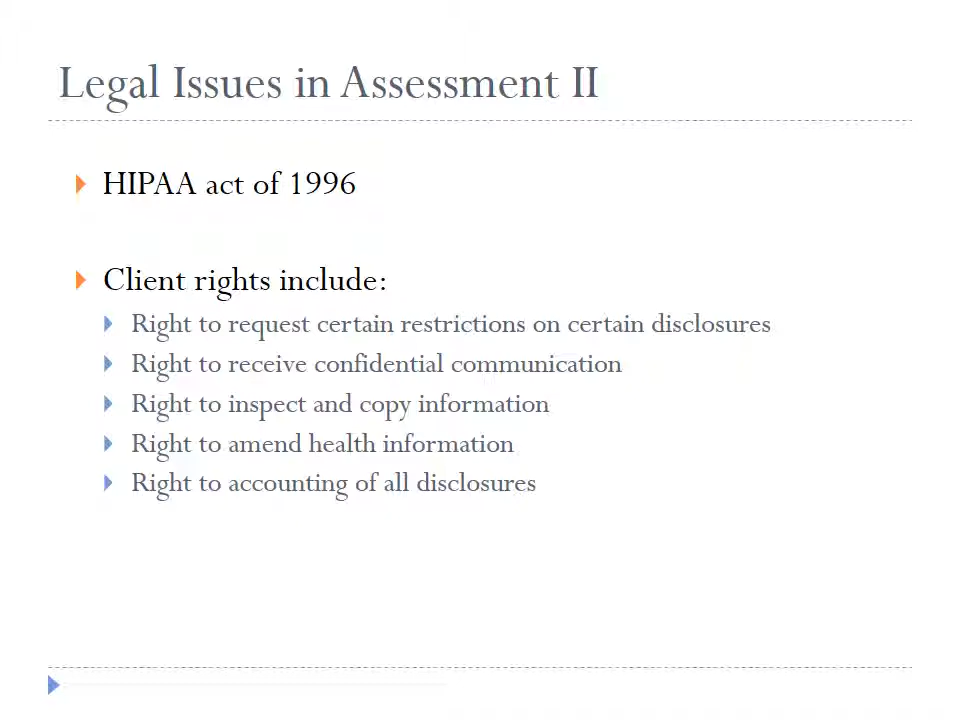 Legal Issues in Assessment II
HIPAA act of 1996
Client rights include:
Right to request certain restrictions on certain disclosures
Right to receive confidential communication
Right to inspect and copy information
Right to amend health information
Right to accounting of all disclosures